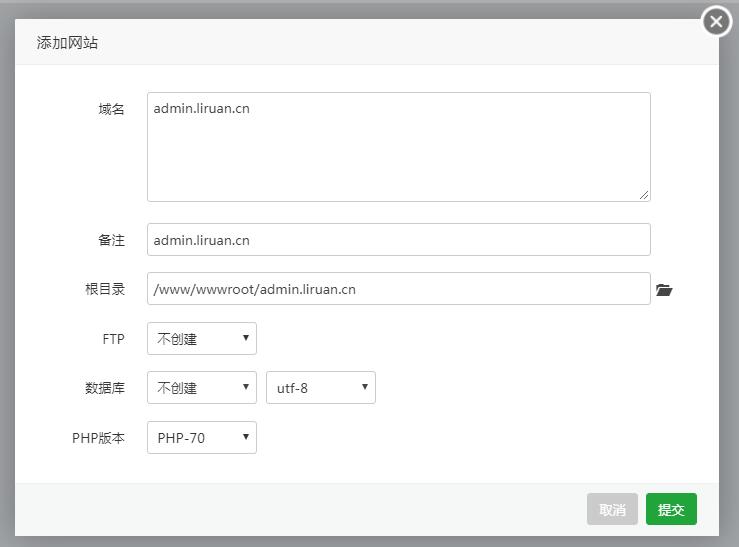 添加网站
域名 admin.liruan.cn
备注 admin.liruan.cn
根目录 /www/wwwroot/admin.liruan.cn
FTP 不创建
数据库 不创建 utf-8
PHP版本 PHP-70
取消 提交